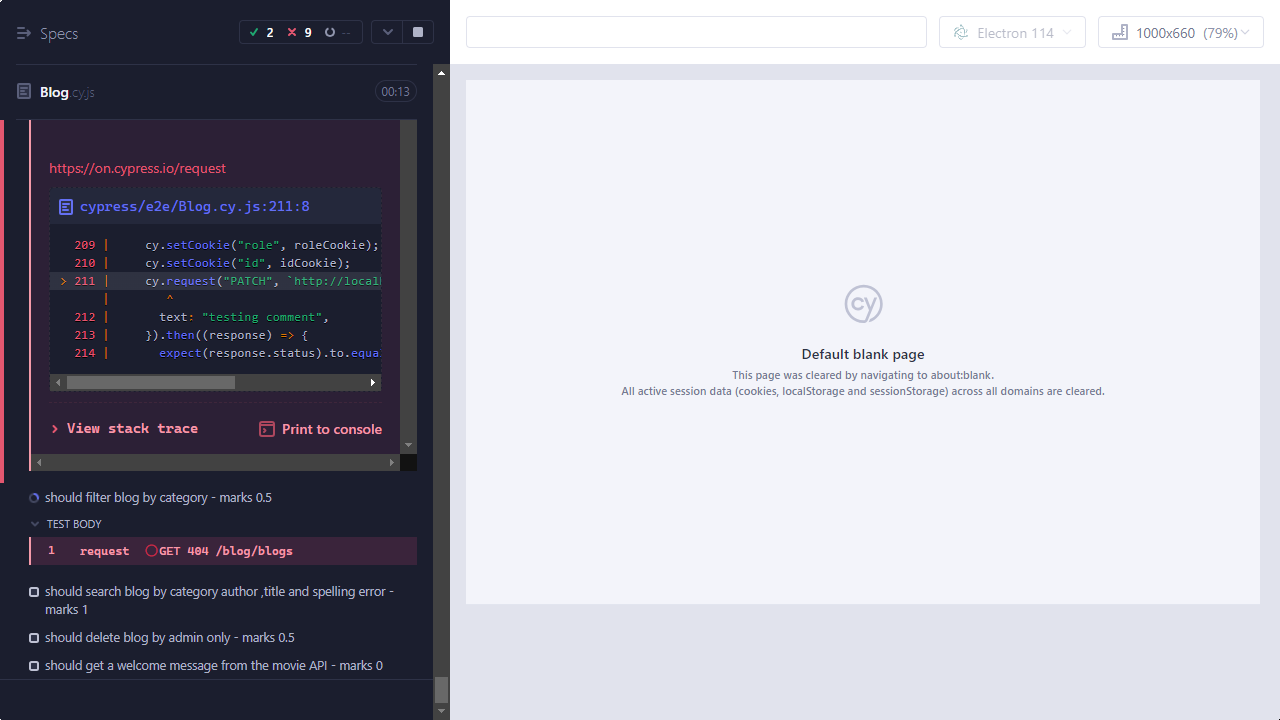 Specs
2
9
--
Electron 114
1000x660 (79%)
Blog.cy.js
00:13
https://on.cypress.io/request
cypress/e2e/Blog.cy.js:211:8
209 | cy.setCookie("role", roleCookie);
210 | cy.setCookie("id", idCookie);
> 211 | cy.request("PATCH", `http://local
| ^
212 | text: "testing comment",
213 | }).then((response) => {
214 | expect(response.status).to.equa
View stack trace
Print to console
should filter blog by category - marks 0.5
TEST BODY
1 request GET 404 /blog/blogs
should search blog by category author ,title and spelling error -
marks 1
should delete blog by admin only - marks 0.5
should get a welcome message from the movie API - marks 0
cy
Default blank page
This page was cleared by navigating to about:blank.
All active session data (cookies, localStorage and sessionStorage) across all domains are cleared.